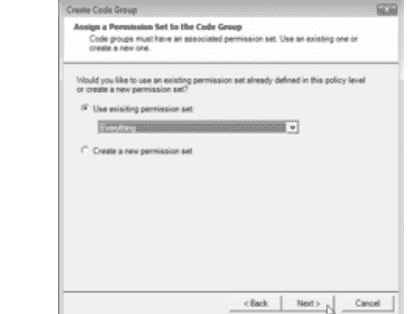 Create Code Group
Assign a Permission Set to the Code Group
Code groups must have an associated permission set. Use an existing one or
create a new one.
Would you like to use an existing permission set already defined in this policy level
or create a new permission set?
Use existing permission set:
Everything
Create a new permission set
< Back Next > Cancel